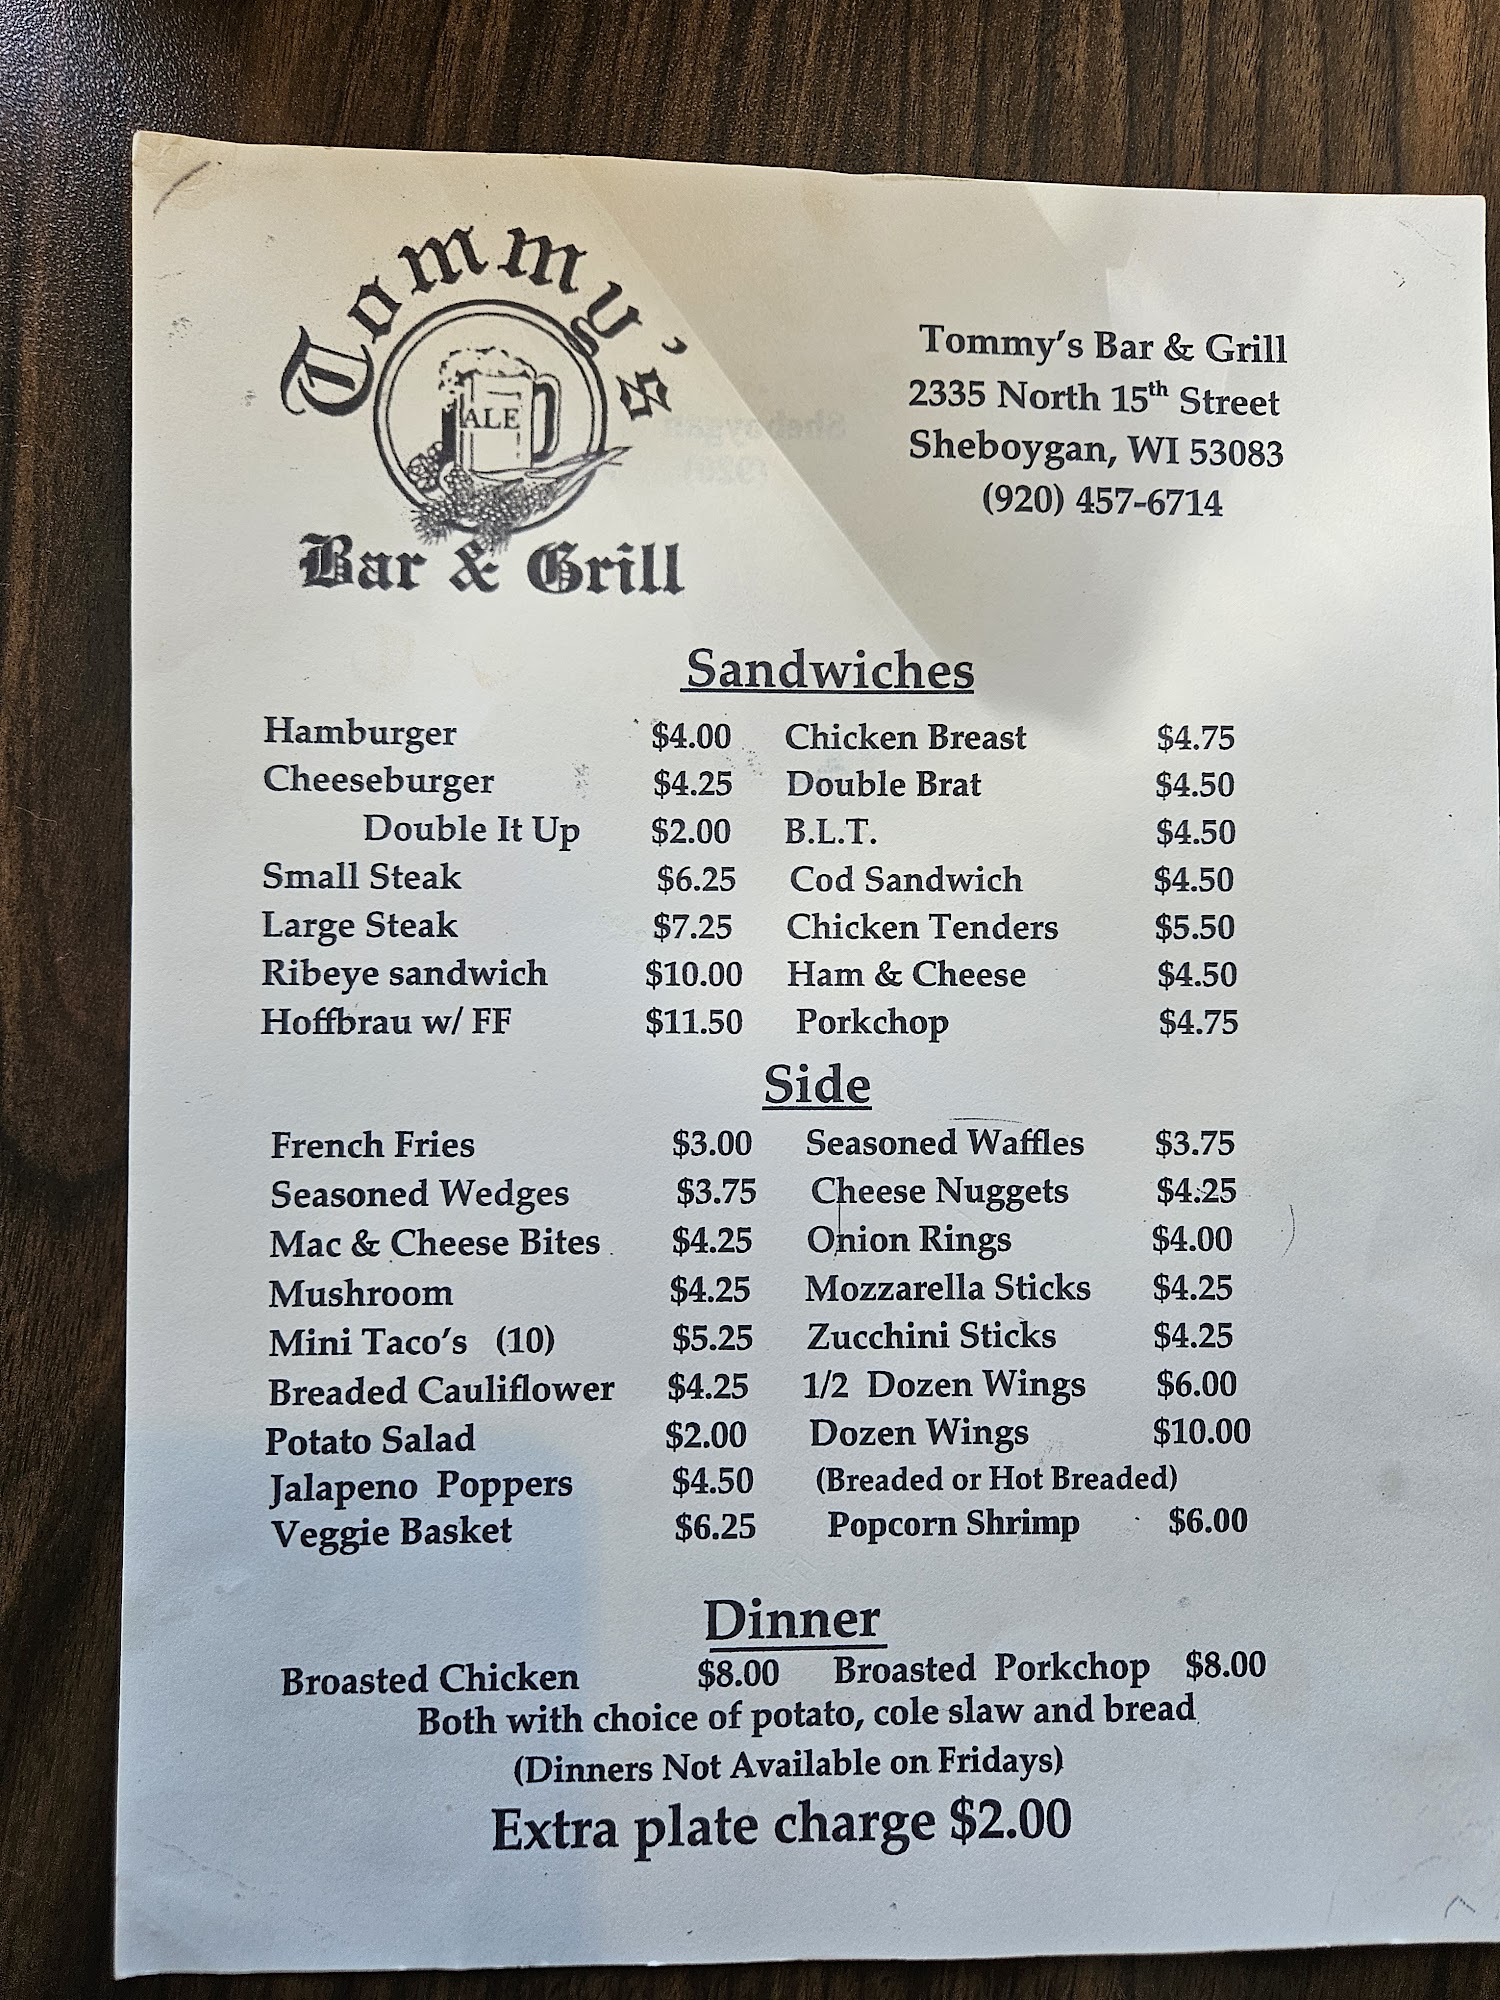 Tommy's
ALE
Bar & Grill
Tommy's Bar & Grill
2335 North 15th Street
Sheboygan, WI 53083
(920) 457-6714
Sandwiches
Hamburger $4.00 Chicken Breast $4.75
Cheeseburger $4.25 Double Brat $4.50
Double It Up $2.00 B.L.T. $4.50
Small Steak $6.25 Cod Sandwich $4.50
Large Steak $7.25 Chicken Tenders $5.50
Ribeye sandwich $10.00 Ham & Cheese $4.50
Hoffbrau w/ FF $11.50 Porkchop $4.75
Side
French Fries $3.00 Seasoned Waffles $3.75
Seasoned Wedges $3.75 Cheese Nuggets $4.25
Mac & Cheese Bites $4.25 Onion Rings $4.00
Mushroom $4.25 Mozzarella Sticks $4.25
Mini Taco's (10) $5.25 Zucchini Sticks $4.25
Breaded Cauliflower $4.25 1/2 Dozen Wings $6.00
Potato Salad $2.00 Dozen Wings $10.00
Jalapeno Poppers $4.50 (Breaded or Hot Breaded)
Veggie Basket $6.25 Popcorn Shrimp $6.00
Dinner
Broasted Chicken $8.00 Broasted Porkchop $8.00
Both with choice of potato, cole slaw and bread
(Dinners Not Available on Fridays)
Extra plate charge $2.00